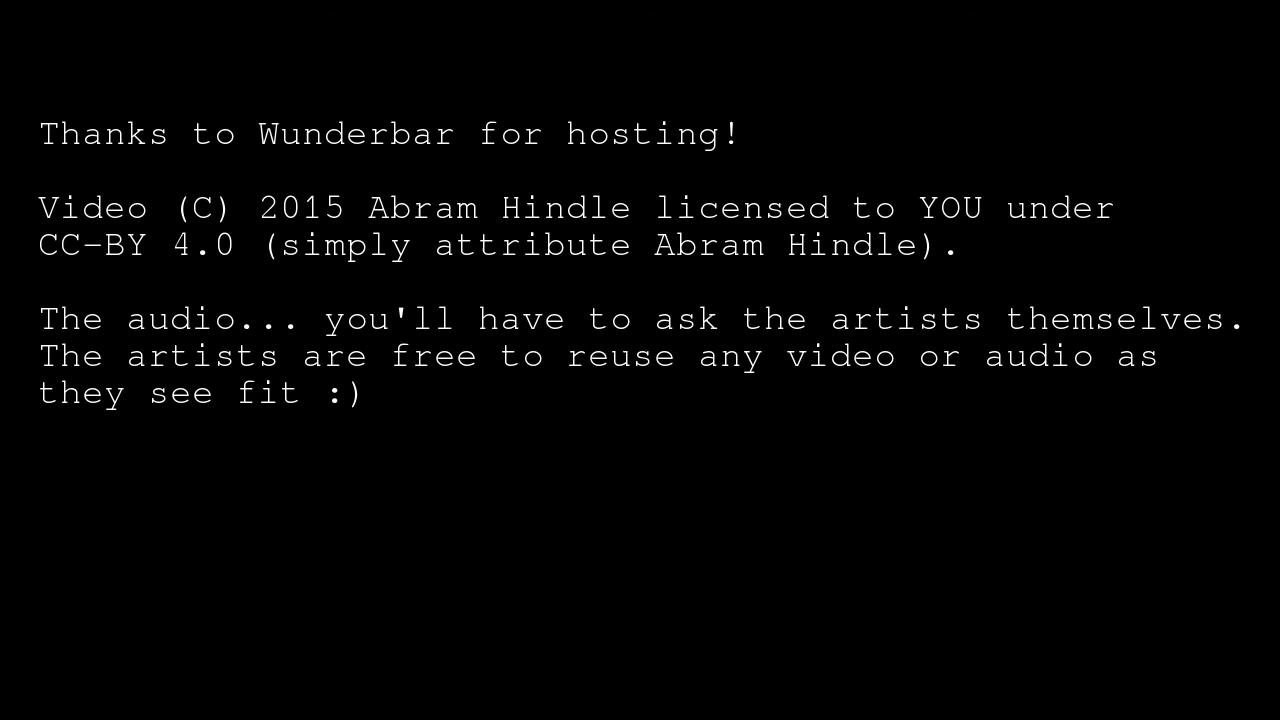 Thanks to Wunderbar for hosting!
Video (C) 2015 Abram Hindle licensed to YOU under
CC-BY 4.0 (simply attribute Abram Hindle).
The audio... you'll have to ask the artists themselves.
The artists are free to reuse any video or audio as
they see fit :)